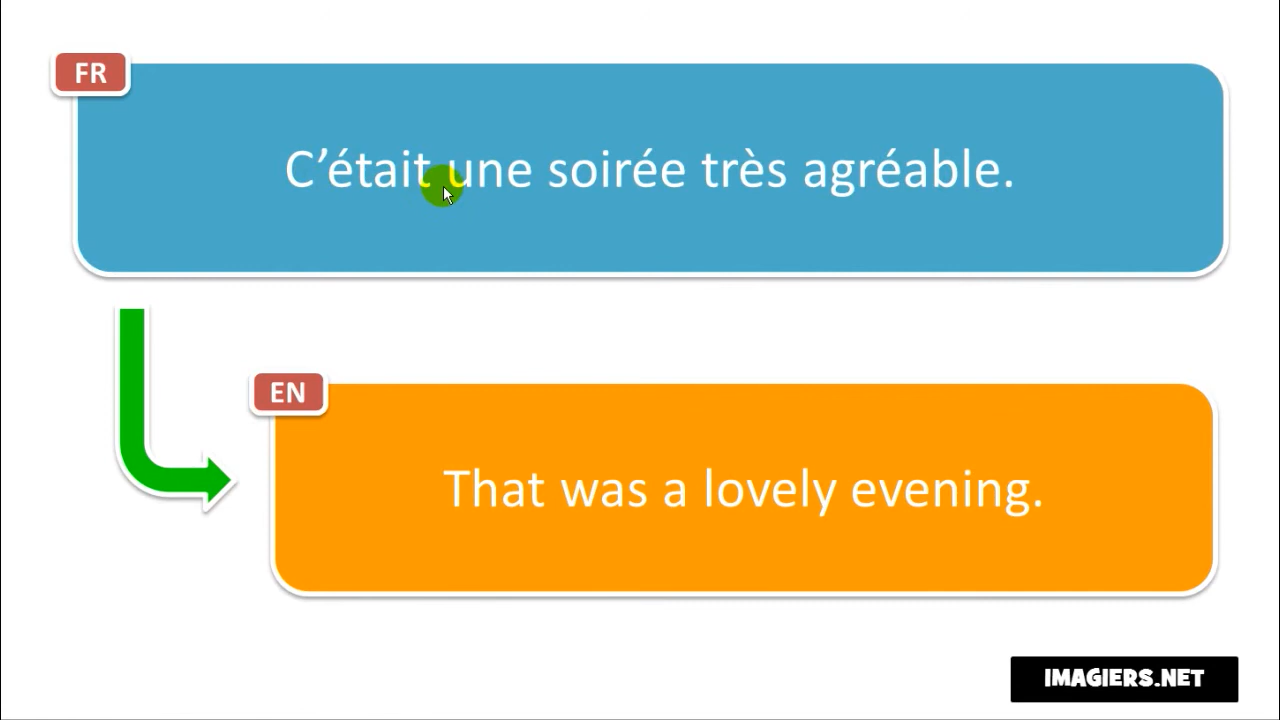 FR
C’était une soirée très agréable.
EN
That was a lovely evening.
IMAGIERS.NET